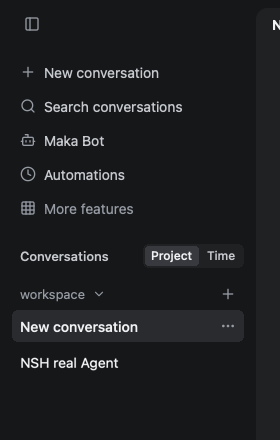 New conversation
Search conversations
Maka Bot
Automations
More features
Conversations Project Time
workspace
New conversation
NSH real Agent